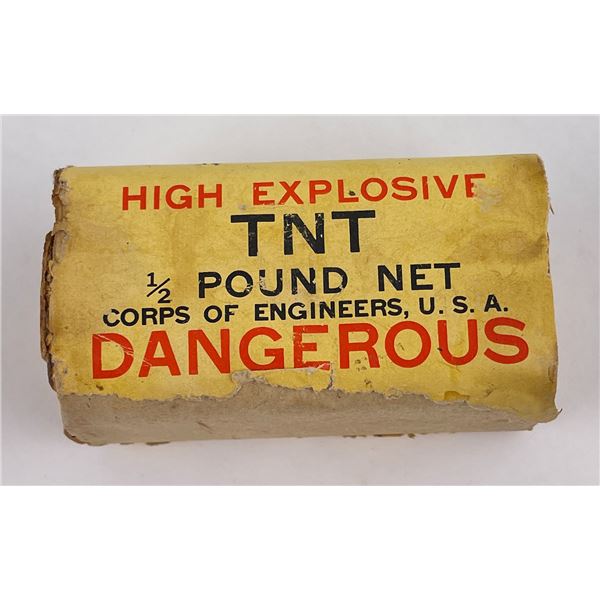 HIGH EXPLOSIVE
TNT
½ POUND NET
CORPS OF ENGINEERS, U. S. A.
DANGEROUS